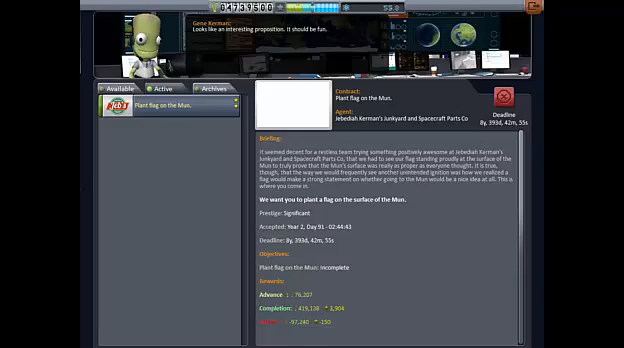 04739500
55.0
Gene Kerman:
Looks like an interesting proposition. It should be fun.
Available
Active
Archives
Jeb's
Plant flag on the Mun.
Contract:
Plant flag on the Mun.
Agent:
Jebediah Kerman's Junkyard and Spacecraft Parts Co
Deadline
8y, 393d, 42m, 55s
Briefing:
It seemed decent for a restless team trying something positively awesome at Jebediah Kerman's
Junkyard and Spacecraft Parts Co, that we had to see our flag standing proudly at the surface of the
Mun to truly prove that the Mun's surface was really as proper as everyone thought. It is true,
though, that the way we would frequently see another unintended ignition was how we realized a
flag would make a strong statement on whether going to the Mun would be a nice idea at all. This is
where you come in.
We want you to plant a flag on the surface of the Mun.
Prestige: Significant
Accepted: Year 2, Day 91 - 02:44:43
Deadline: 8y, 393d, 42m, 55s
Objectives:
Plant flag on the Mun: Incomplete
Rewards:
Advance : 76,207
Completion: 419,138 3,904
-97,240 -150